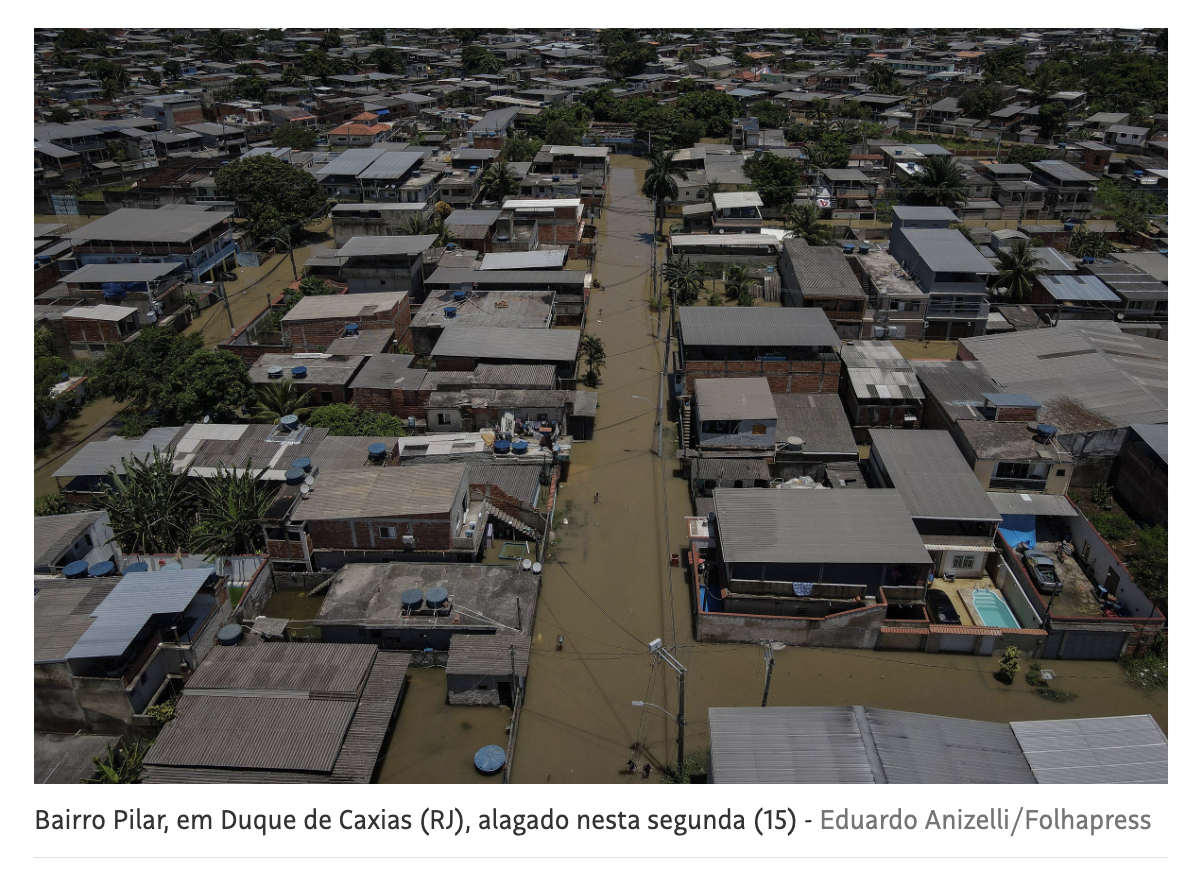 Bairro Pilar, em Duque de Caxias (RJ), alagado nesta segunda (15) - Eduardo Anizelli/Folhapress